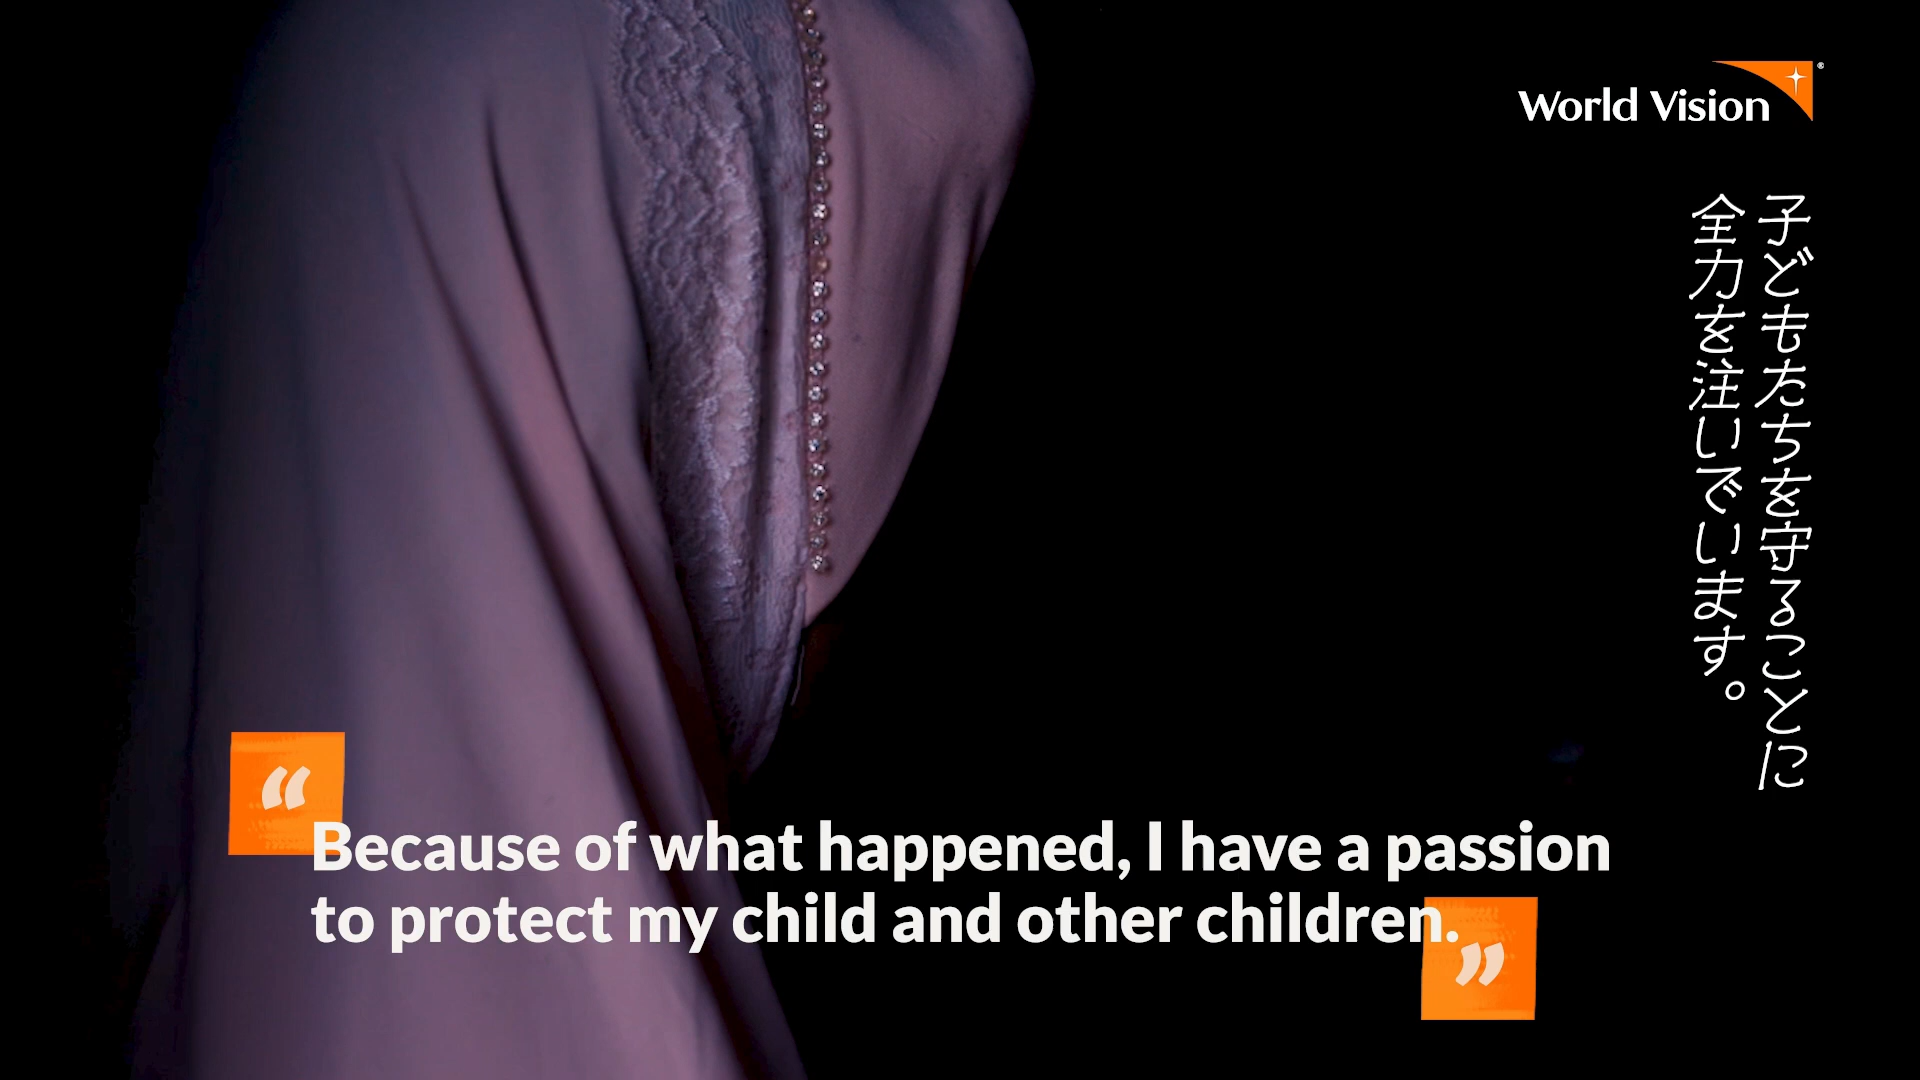 World Vision
子どもたちを守ることに
全力を注いでいます。
“
Because of what happened, I have a passion
to protect my child and other children.
”